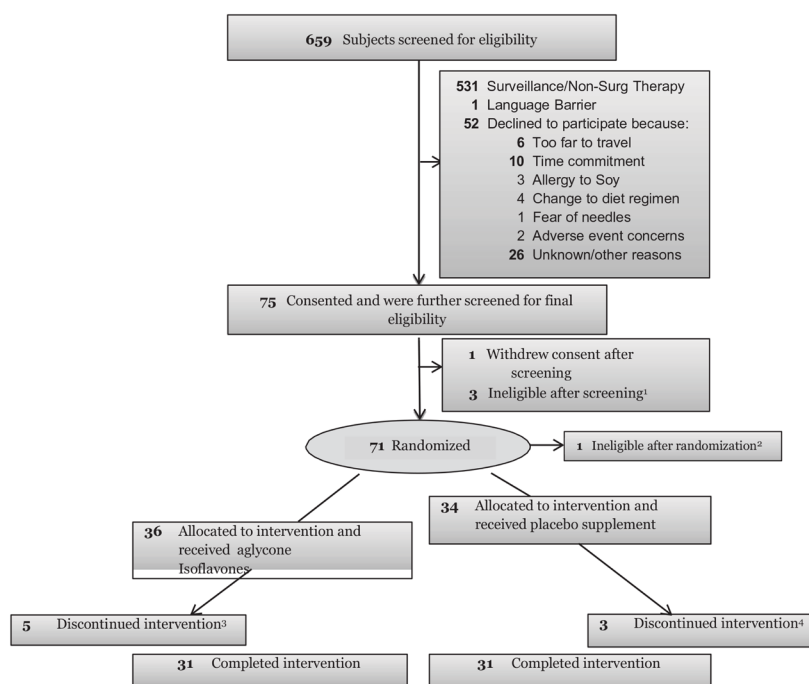 659 Subjects screened for eligibility
531 Surveillance/Non-Surg Therapy
1 Language Barrier
52 Declined to participate because:
6 Too far to travel
10 Time commitment
3 Allergy to Soy
4 Change to diet regimen
1 Fear of needles
2 Adverse event concerns
26 Unknown/other reasons
75 Consented and were further screened for final
eligibility
1 Withdrew consent after
screening
3 Ineligible after screening¹
71 Randomized
1 Ineligible after randomization²
36 Allocated to intervention and
received aglycone
Isoflavones
34 Allocated to intervention and
received placebo supplement
5 Discontinued intervention³
3 Discontinued intervention⁴
31 Completed intervention
31 Completed intervention